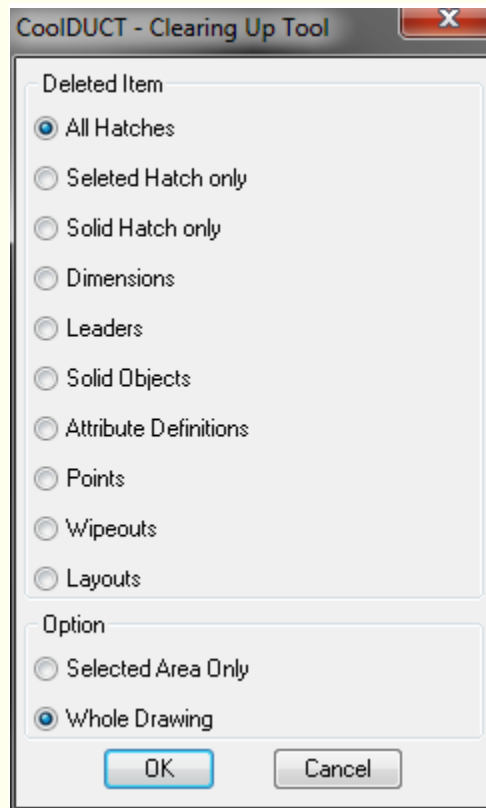 CoolDUCT - Clearing Up Tool
Deleted Item
All Hatches
Seleted Hatch only
Solid Hatch only
Dimensions
Leaders
Solid Objects
Attribute Definitions
Points
Wipeouts
Layouts
Option
Selected Area Only
Whole Drawing
OK Cancel